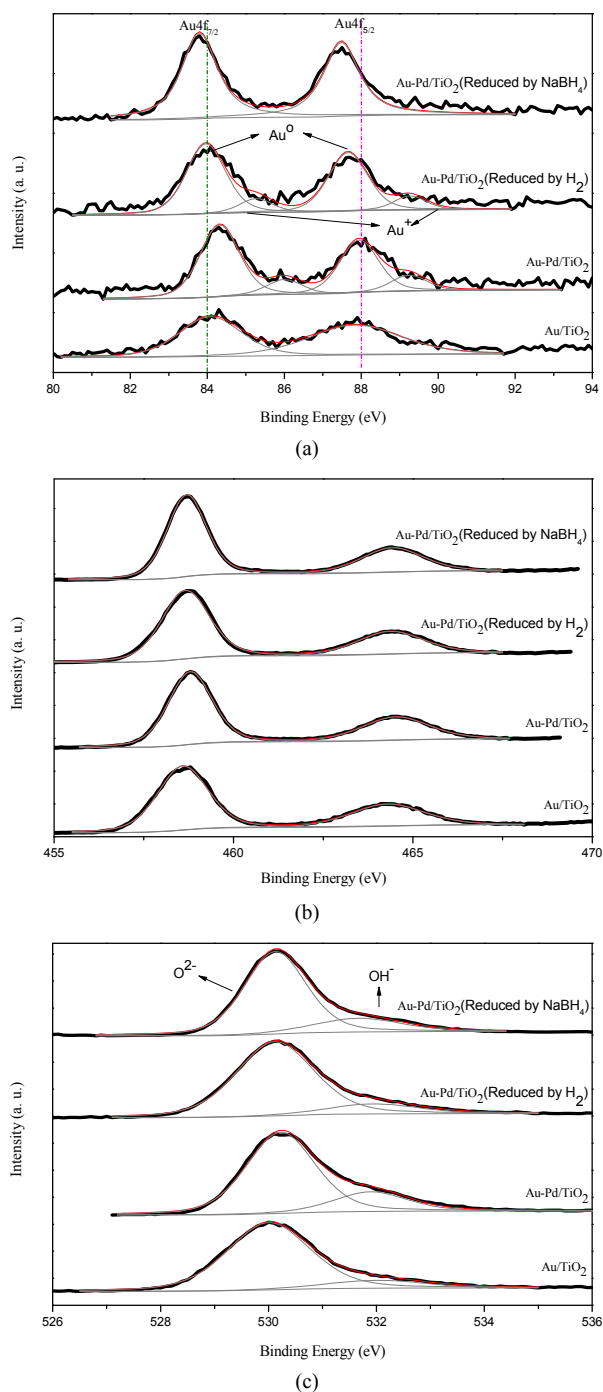 Au4f7/2 Au4f5/2
Au-Pd/TiO2(Reduced by NaBH4)
Au0
Au-Pd/TiO2(Reduced by H2)
Au+
Au-Pd/TiO2
Au/TiO2
Intensity (a. u.)
80 82 84 86 88 90 92 94
Binding Energy (eV)
(a)
Au-Pd/TiO2(Reduced by NaBH4)
Au-Pd/TiO2(Reduced by H2)
Au-Pd/TiO2
Au/TiO2
Intensity (a. u.)
455 460 465 470
Binding Energy (eV)
(b)
O2- OH-
Au-Pd/TiO2(Reduced by NaBH4)
Au-Pd/TiO2(Reduced by H2)
Au-Pd/TiO2
Au/TiO2
Intensity (a. u.)
526 528 530 532 534 536
Binding Energy (eV)
(c)